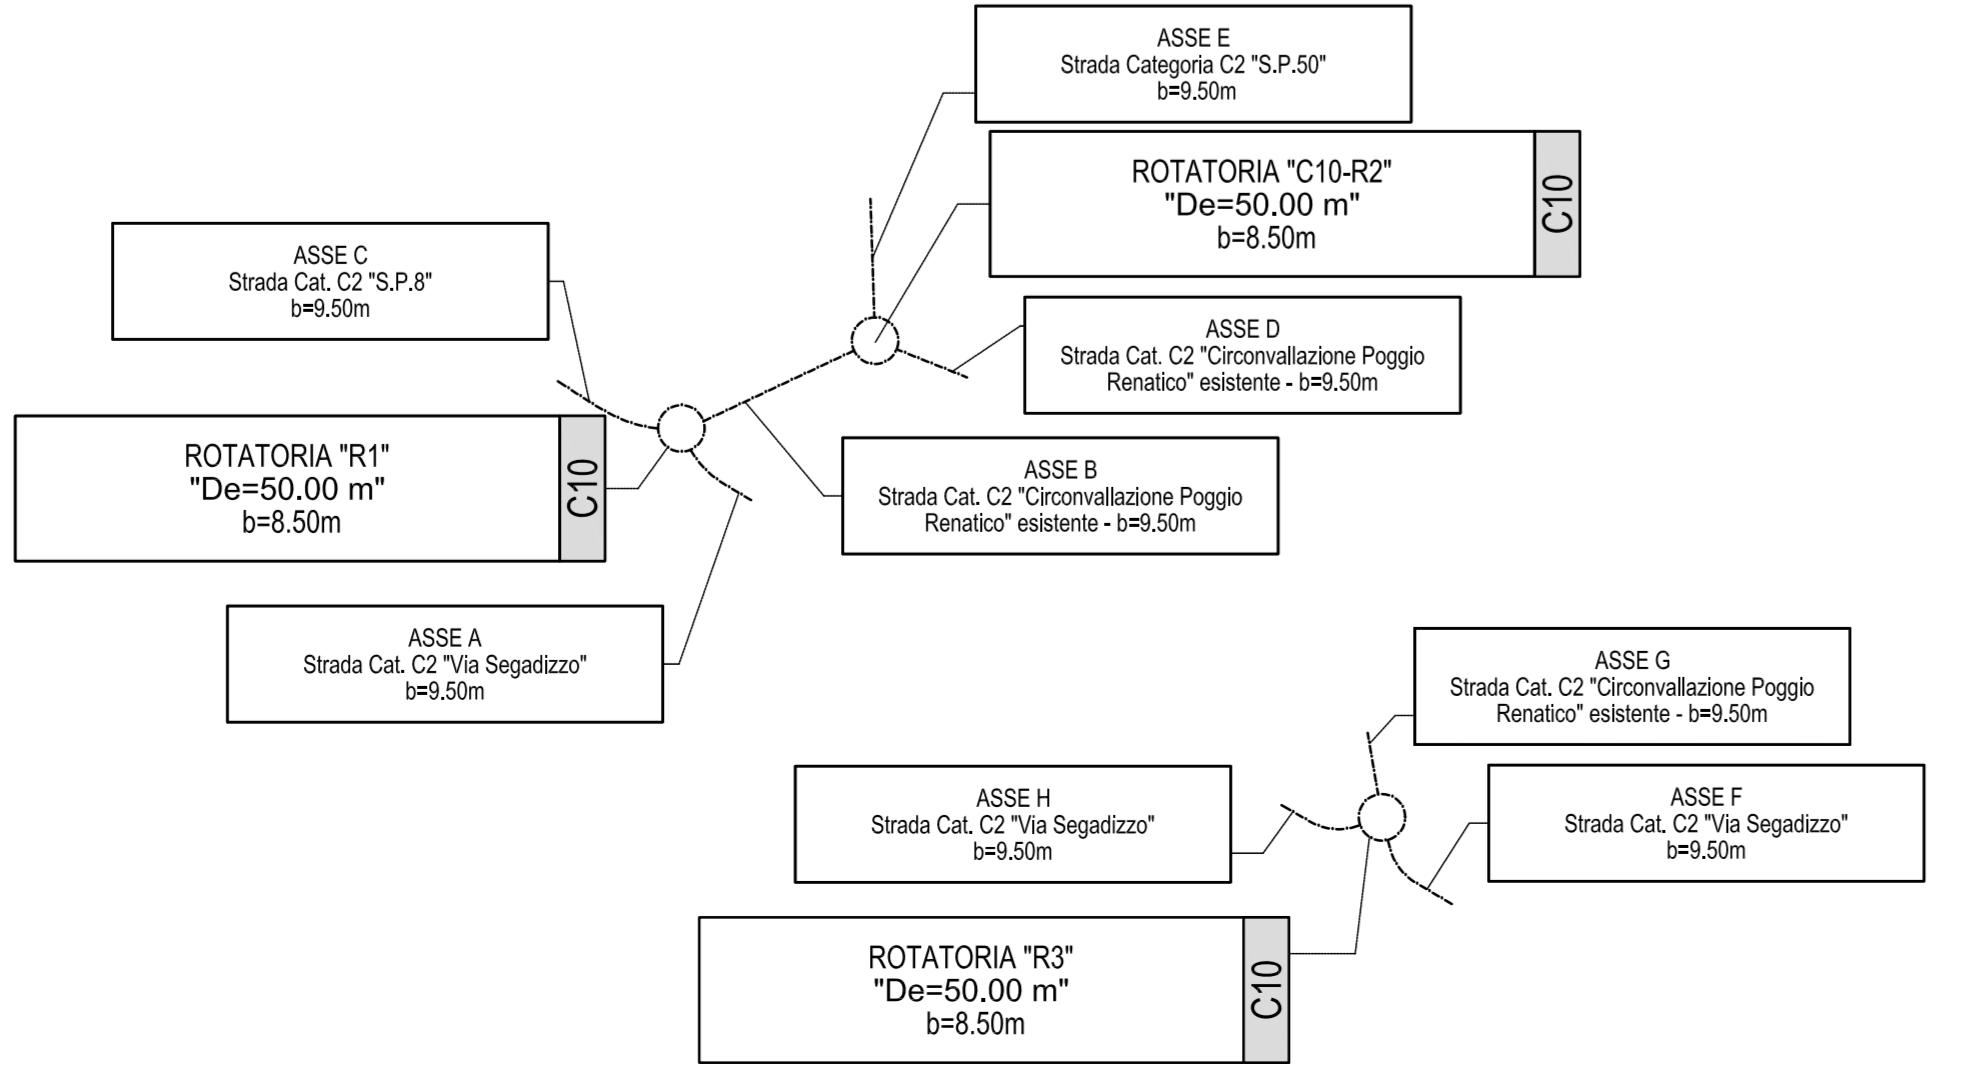 ASSE E
Strada Categoria C2 "S.P.50"
b=9.50m
ROTATORIA "C10-R2"
"De=50.00 m"
b=8.50m
C10
ASSE C
Strada Cat. C2 "S.P.8"
b=9.50m
ASSE D
Strada Cat. C2 "Circonvallazione Poggio
Renatico" esistente - b=9.50m
ROTATORIA "R1"
"De=50.00 m"
b=8.50m
C10
ASSE B
Strada Cat. C2 "Circonvallazione Poggio
Renatico" esistente - b=9.50m
ASSE A
Strada Cat. C2 "Via Segadizzo"
b=9.50m
ASSE G
Strada Cat. C2 "Circonvallazione Poggio
Renatico" esistente - b=9.50m
ASSE H
Strada Cat. C2 "Via Segadizzo"
b=9.50m
ASSE F
Strada Cat. C2 "Via Segadizzo"
b=9.50m
ROTATORIA "R3"
"De=50.00 m"
b=8.50m
C10